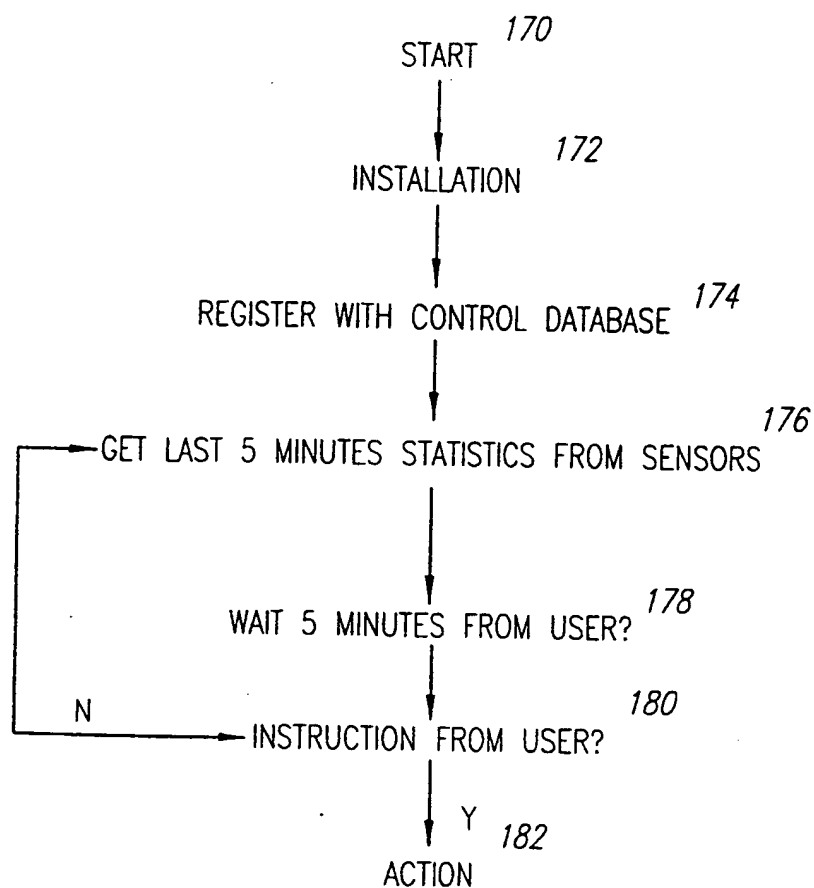 170
START
172
INSTALLATION
174
REGISTER WITH CONTROL DATABASE
176
GET LAST 5 MINUTES STATISTICS FROM SENSORS
178
WAIT 5 MINUTES FROM USER?
180
N
INSTRUCTION FROM USER?
Y
182
ACTION